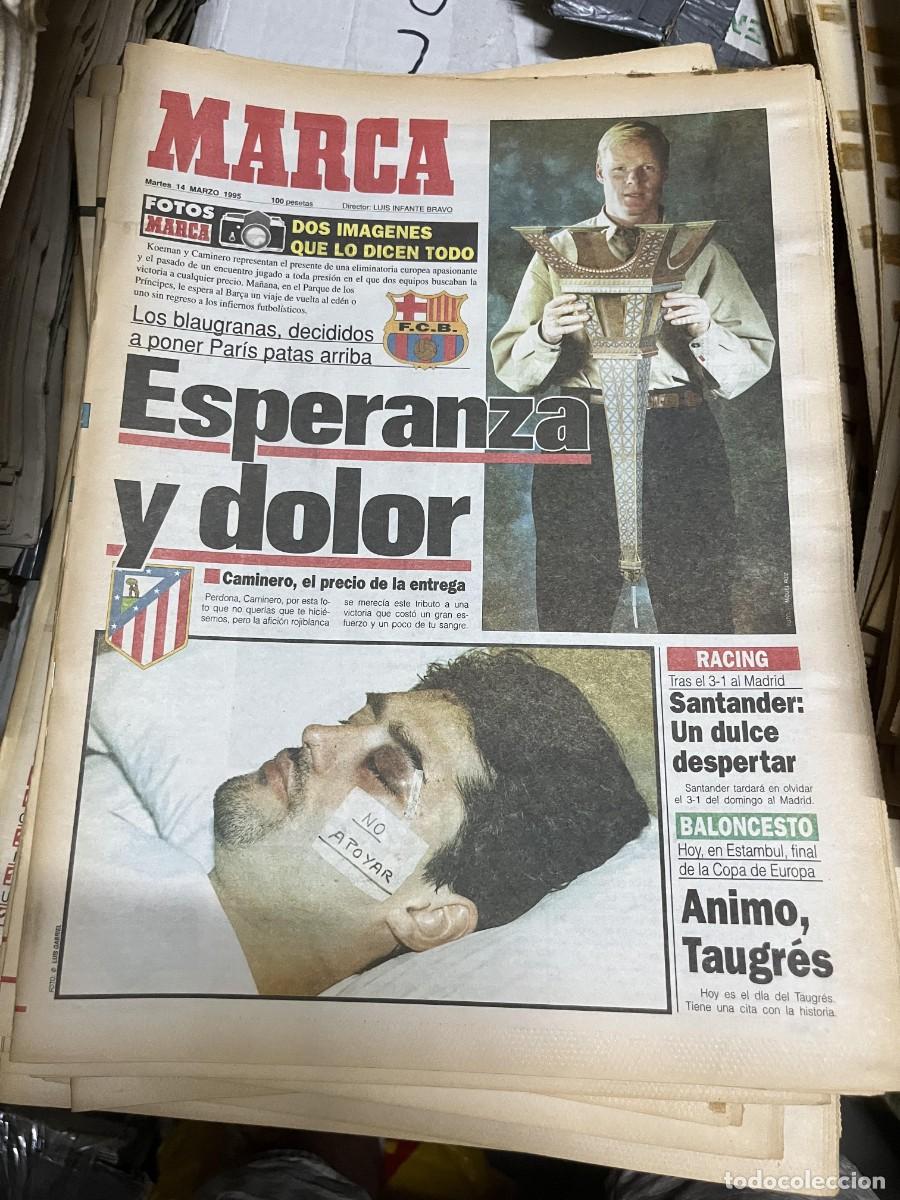 MARCA
Martes 14 MARZO 1995
100 pesetas
Director: LUIS INFANTE BRAVO
FOTOS
MARCA
DOS IMAGENES
QUE LO DICEN TODO
Koeman y Caminero representan el presente de una eliminatoria europea apasionante
y el pasado de un encuentro jugado a toda presión en el que dos equipos buscaban la
victoria a cualquier precio. Mañana, en el Parque de los
Príncipes, le espera al Barça un viaje de vuelta al edén o
uno sin regreso a los infiernos futbolísticos.
Los blaugranas, decididos
a poner París patas arriba
F.C.B.
Esperanza
y dolor
Caminero, el precio de la entrega
Perdona, Caminero, por esta fo-
to que no querías que te hicié-
semos, pero la afición rojiblanca
se merecía este tributo a una
victoria que costó un gran es-
fuerzo y un poco de tu sangre.
NO
APOYAR
FOTO: © LUIS GABRIEL
RACING
Tras el 3-1 al Madrid
Santander:
Un dulce
despertar
Santander tardará en olvidar
el 3-1 del domingo al Madrid.
BALONCESTO
Hoy, en Estambul, final
de la Copa de Europa
Animo,
Taugrés
Hoy es el día del Taugrés.
Tiene una cita con la historia.
todocoleccion